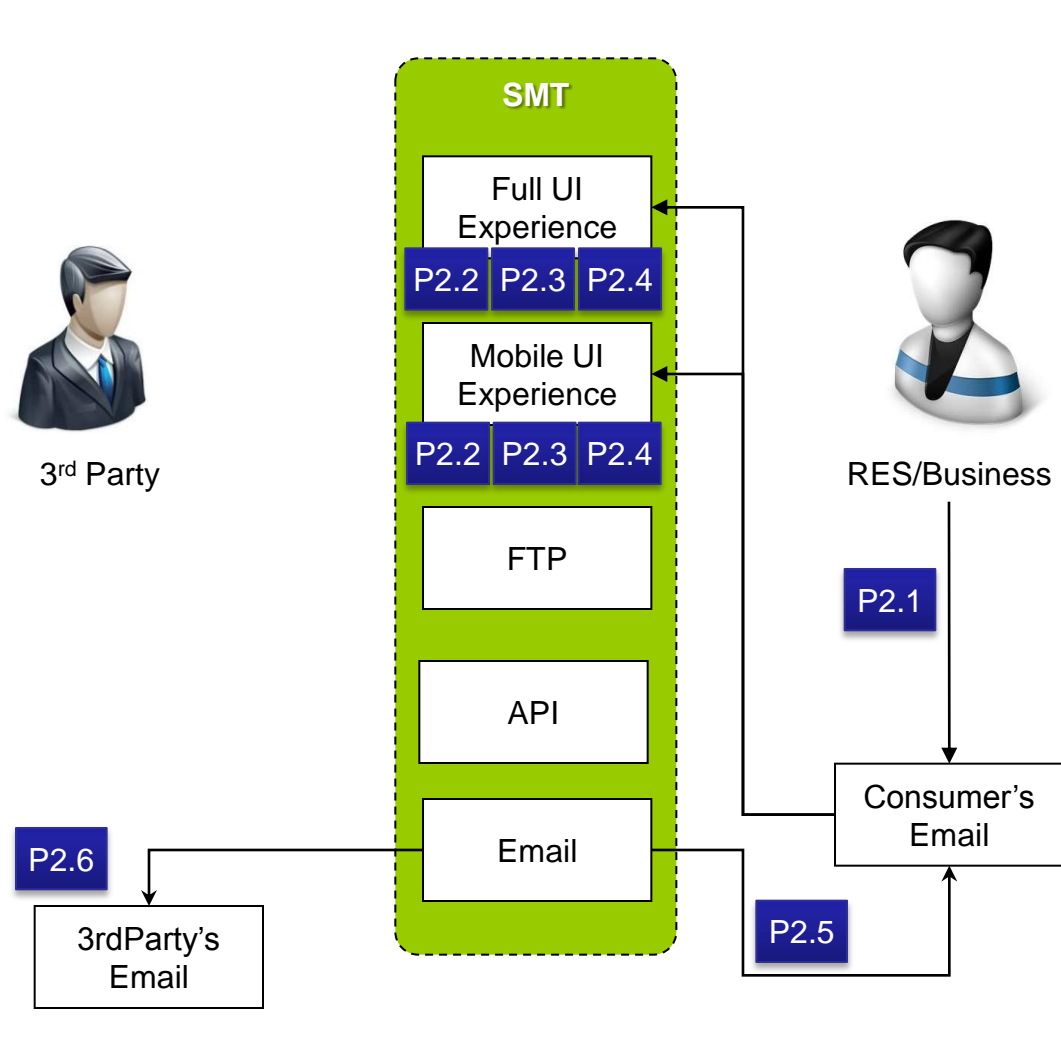 SMT
Full UI
Experience
P2.2 P2.3 P2.4
Mobile UI
Experience
P2.2 P2.3 P2.4
3rd Party
RES/Business
FTP
P2.1
API
Consumer’s
Email
Email
P2.6
P2.5
3rdParty’s
Email